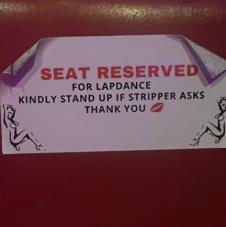 SEAT RESERVED
FOR LAPDANCE
KINDLY STAND UP IF STRIPPER ASKS
THANK YOU 💋